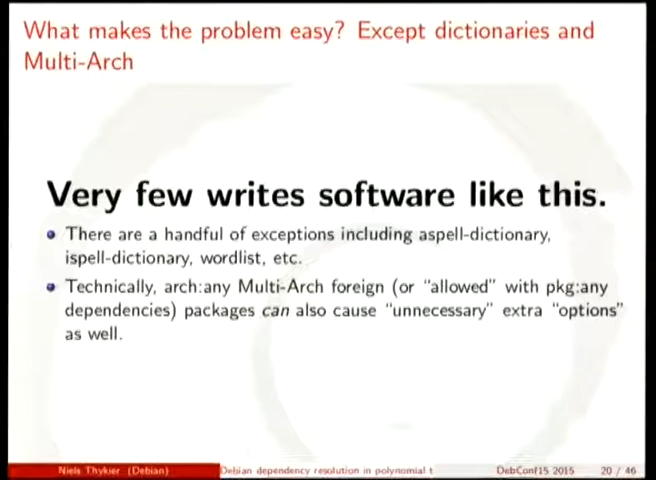 What makes the problem easy? Except dictionaries and
Multi-Arch
Very few writes software like this.
There are a handful of exceptions including aspell-dictionary,
ispell-dictionary, wordlist, etc.
Technically, arch:any Multi-Arch foreign (or “allowed” with pkg:any
dependencies) packages can also cause “unnecessary” extra “options”
as well.
Niels Thykier (Debian) Debian dependency resolution in polynomial t DebConf15 2015 20 / 46